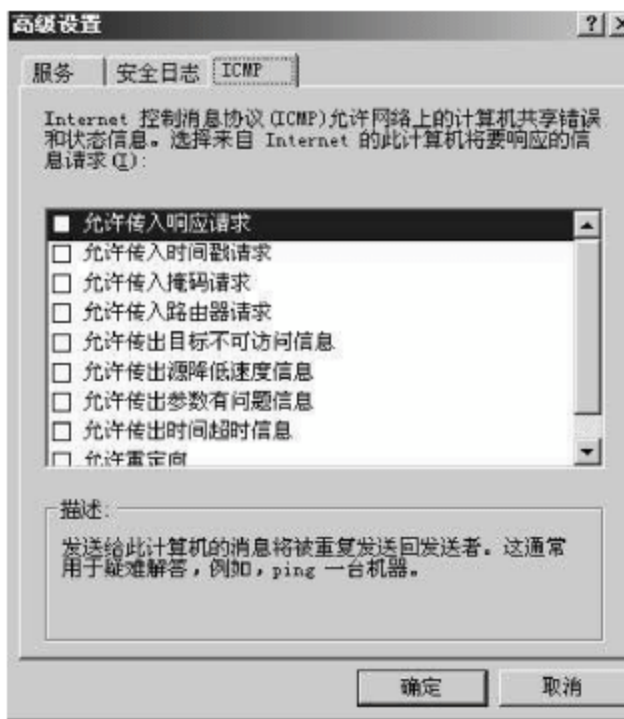 高级设置
服务 安全日志 ICMP
Internet 控制消息协议(ICMP)允许网络上的计算机共享错误
和状态信息。选择来自 Internet 的此计算机将要响应的信
息请求(I):
允许传入响应请求
允许传入时间戳请求
允许传入掩码请求
允许传入路由器请求
允许传出目标不可访问信息
允许传出源降低速度信息
允许传出参数有问题信息
允许传出时间超时信息
允许重定向
描述:
发送给此计算机的消息将被重复发送回发送者。这通常
用于疑难解答，例如，ping 一台机器。
确定 取消